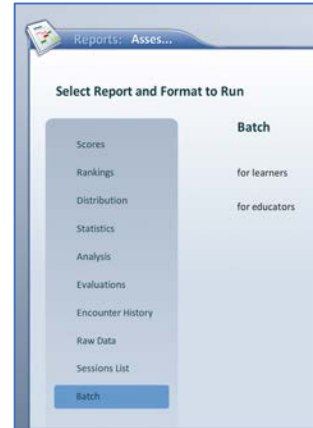 Reports: Asses...
Select Report and Format to Run
Scores
Rankings
Distribution
Statistics
Analysis
Evaluations
Encounter History
Raw Data
Sessions List
Batch
Batch
for learners
for educators